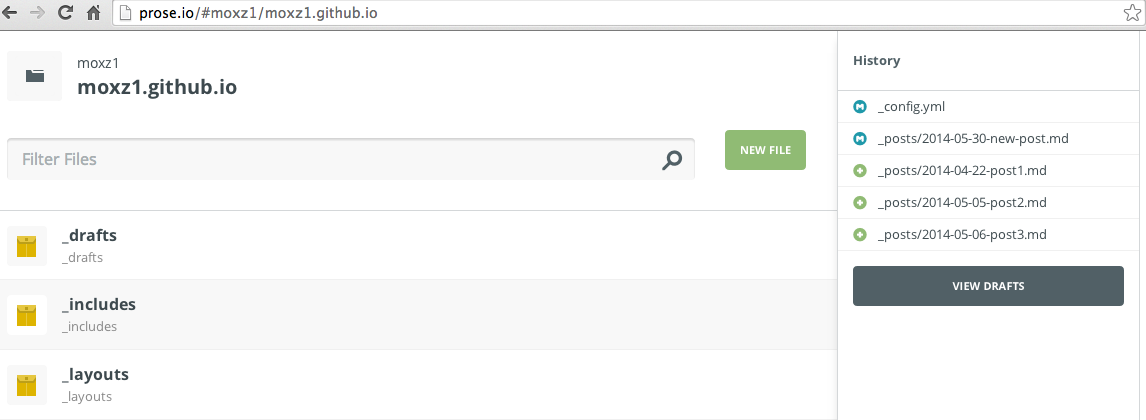 prose.io/#moxz1/moxz1.github.io
moxz1
moxz1.github.io
Filter Files
NEW FILE
_drafts
_drafts
_includes
_includes
_layouts
_layouts
History
_config.yml
_posts/2014-05-30-new-post.md
_posts/2014-04-22-post1.md
_posts/2014-05-05-post2.md
_posts/2014-05-06-post3.md
VIEW DRAFTS